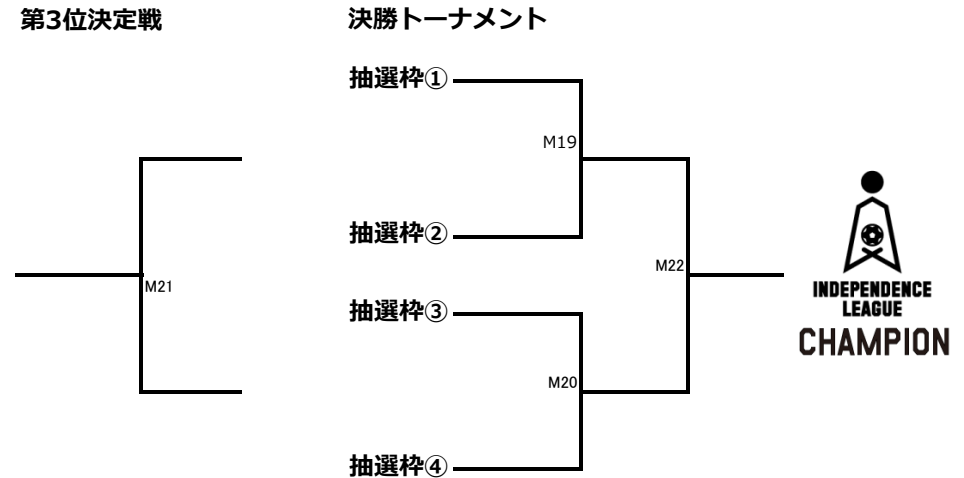 第3位決定戦
決勝トーナメント
抽選枠①
M19
抽選枠②
M22
M21
抽選枠③
M20
抽選枠④
INDEPENDENCE
LEAGUE
CHAMPION